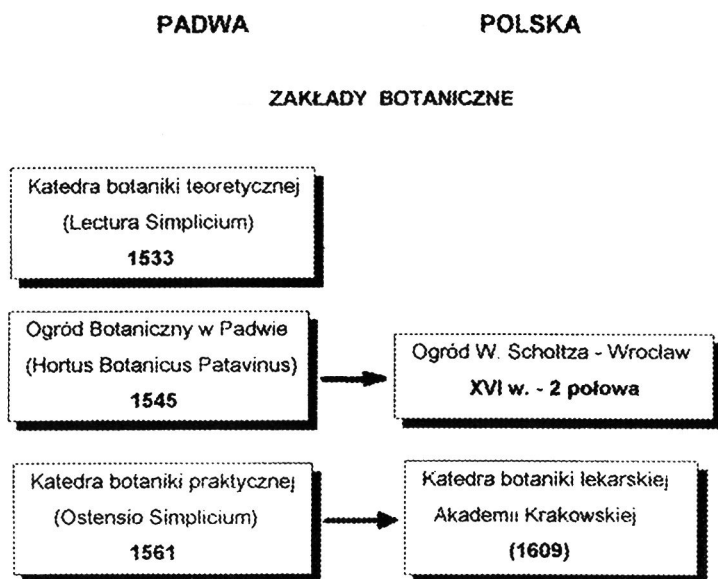 PADWA POLSKA
ZAKŁADY BOTANICZNE
Katedra botaniki teoretycznej
(Lectura Simplicium)
1533
Ogród Botaniczny w Padwie
(Hortus Botanicus Patavinus)
1545
Ogród W. Scholtza - Wrocław
XVI w. - 2 połowa
Katedra botaniki praktycznej
(Ostensio Simplicium)
1561
Katedra botaniki lekarskiej
Akademii Krakowskiej
(1609)